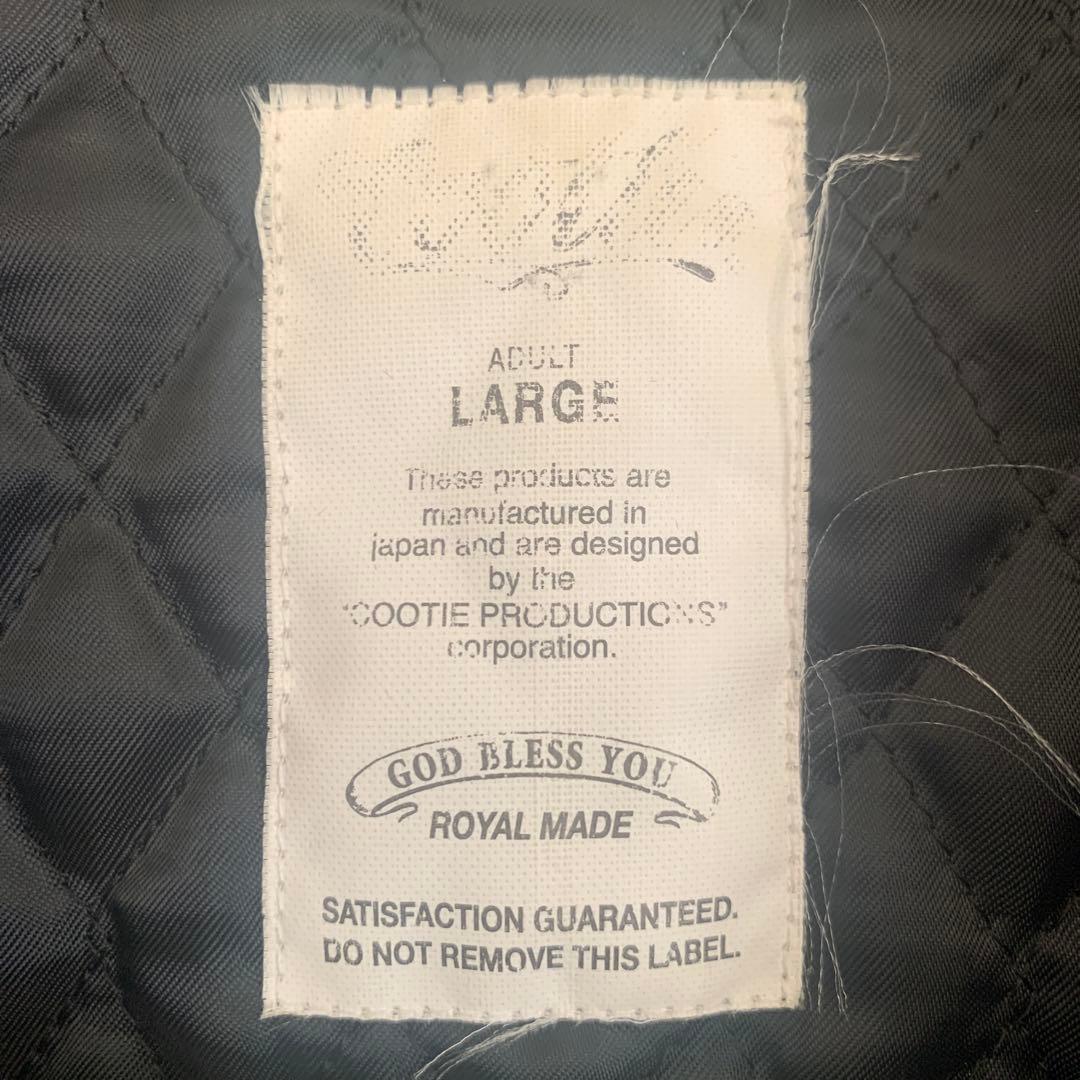 Cootie
ADULT
LARGE
These products are
manufactured in
japan and are designed
by the
"COOTIE PRODUCTIONS"
corporation.
GOD BLESS YOU
ROYAL MADE
SATISFACTION GUARANTEED.
DO NOT REMOVE THIS LABEL.